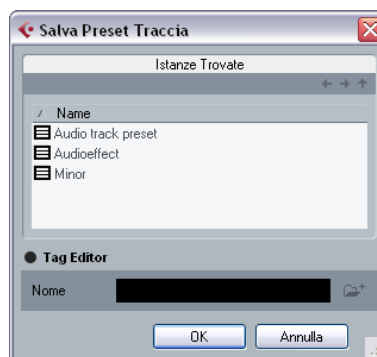 Salva Preset Traccia
Istanze Trovate
Name
Audio track preset
Audioeffect
Minor
Tag Editor
Nome
OK Annulla